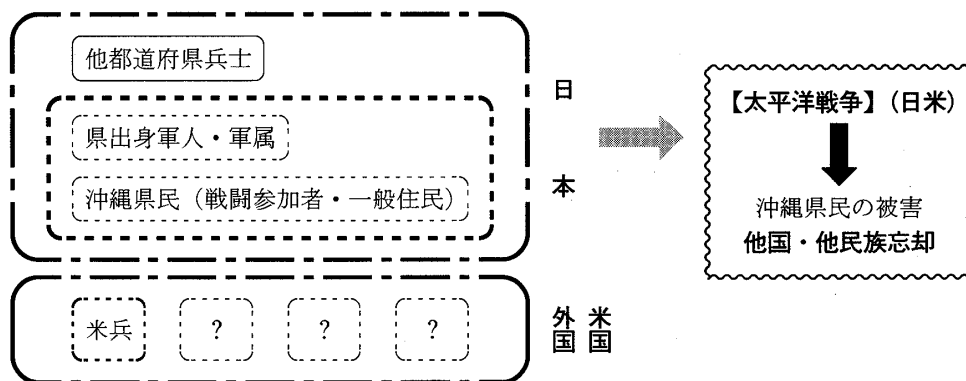 他都道府県兵士
県出身軍人・軍属
沖縄県民（戦闘参加者・一般住民）
日本
米兵
?
?
?
外国
米国
【太平洋戦争】（日米）
沖縄県民の被害
他国・他民族忘却